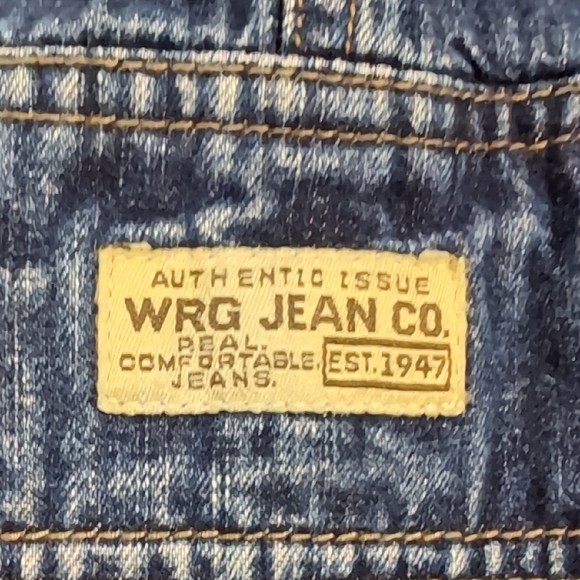 AUTHENTIC ISSUE
WRG JEAN CO.
REAL.
COMFORTABLE.
JEANS.
EST. 1947